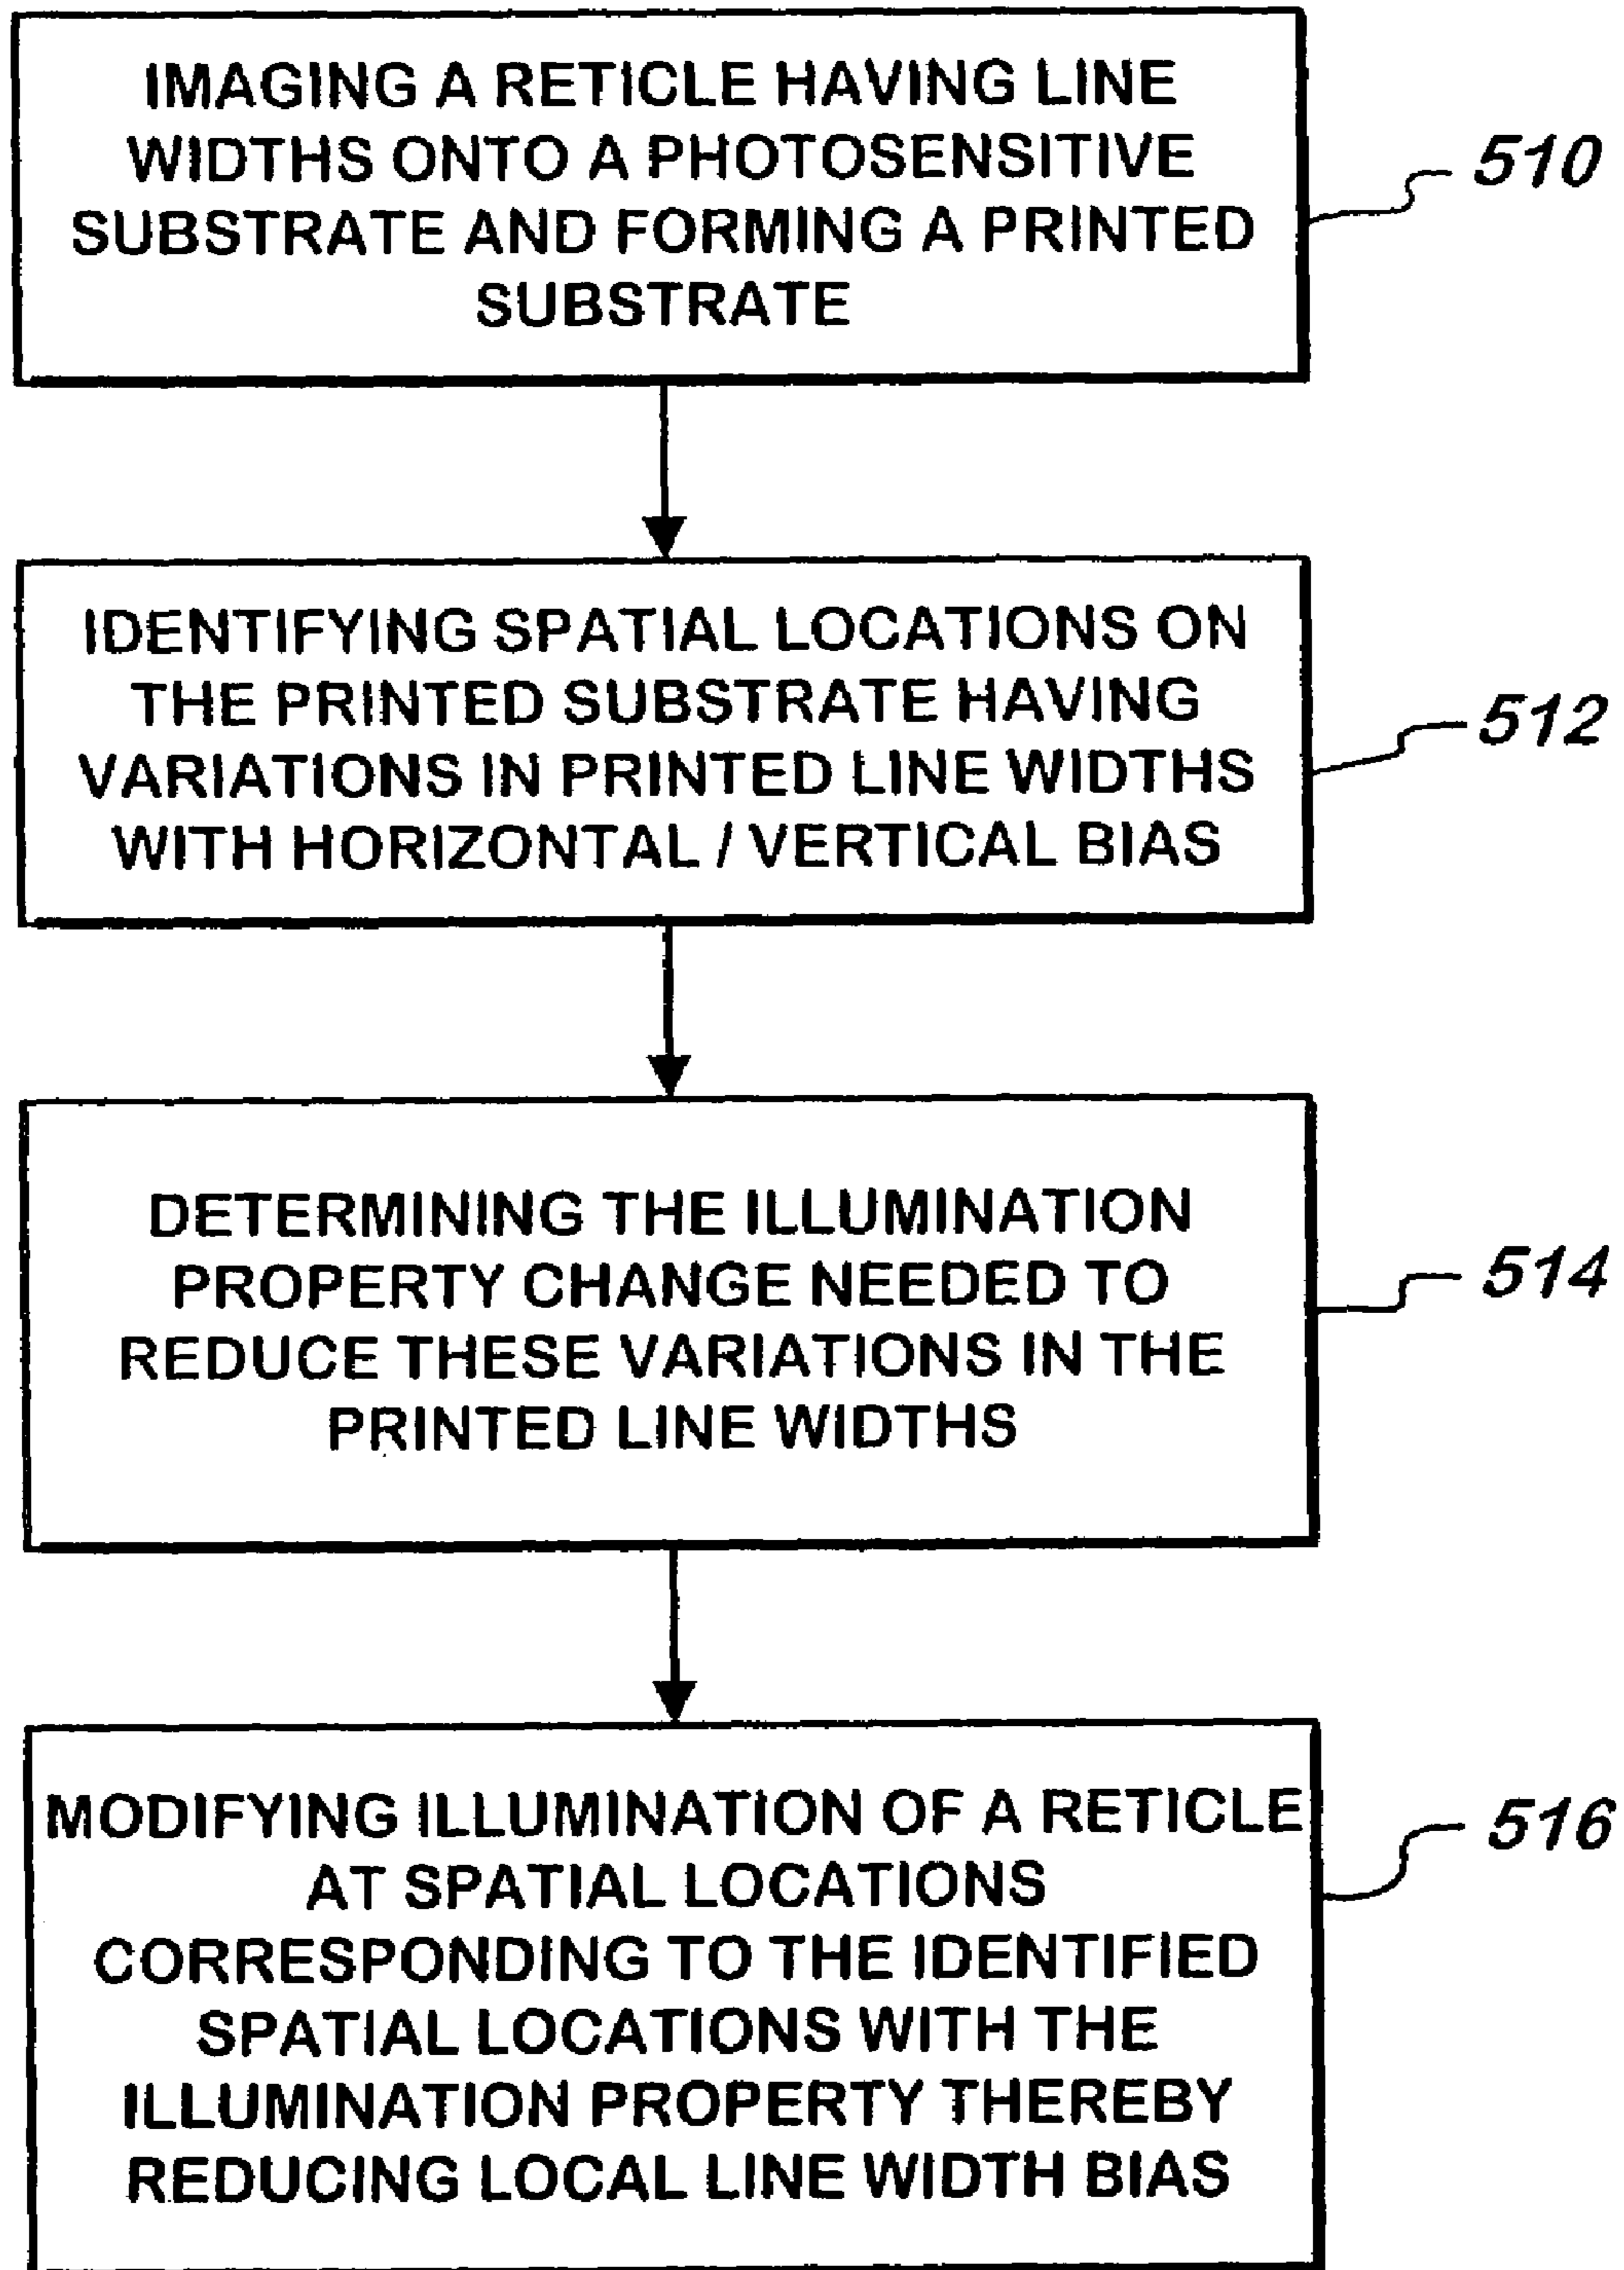 IMAGING A RETICLE HAVING LINE
WIDTHS ONTO A PHOTOSENSITIVE
SUBSTRATE AND FORMING A PRINTED
SUBSTRATE
510
IDENTIFYING SPATIAL LOCATIONS ON
THE PRINTED SUBSTRATE HAVING
VARIATIONS IN PRINTED LINE WIDTHS
WITH HORIZONTAL / VERTICAL BIAS
512
DETERMINING THE ILLUMINATION
PROPERTY CHANGE NEEDED TO
REDUCE THESE VARIATIONS IN THE
PRINTED LINE WIDTHS
514
MODIFYING ILLUMINATION OF A RETICLE
AT SPATIAL LOCATIONS
CORRESPONDING TO THE IDENTIFIED
SPATIAL LOCATIONS WITH THE
ILLUMINATION PROPERTY THEREBY
REDUCING LOCAL LINE WIDTH BIAS
516